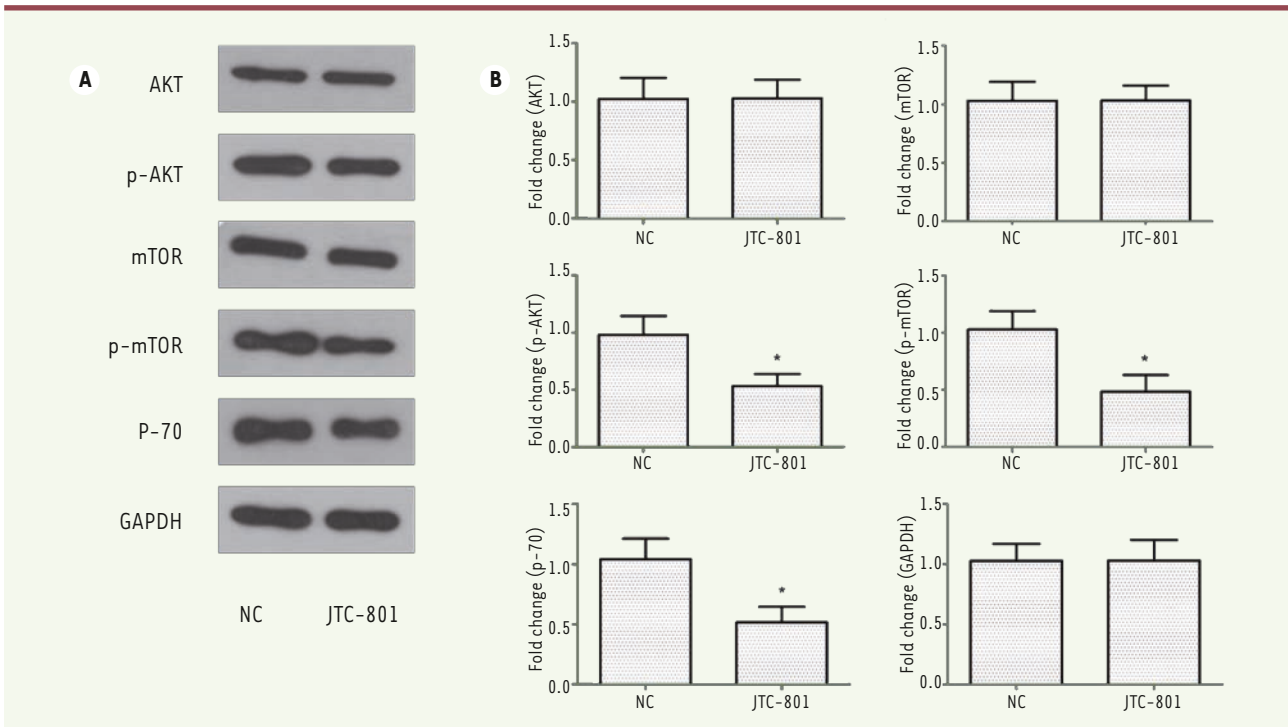 A
AKT
p-AKT
mTOR
p-mTOR
P-70
GAPDH
NC JTC-801
B
Fold change (AKT)
1.5
1.0
0.5
0.0
NC JTC-801
Fold change (mTOR)
1.5
1.0
0.5
0.0
NC JTC-801
Fold change (p-AKT)
1.5
1.0
0.5
0.0
*
NC JTC-801
Fold change (p-mTOR)
1.5
1.0
0.5
0.0
*
NC JTC-801
Fold change (p-70)
1.5
1.0
0.5
0.0
*
NC JTC-801
Fold change (GAPDH)
1.5
1.0
0.5
0.0
NC JTC-801